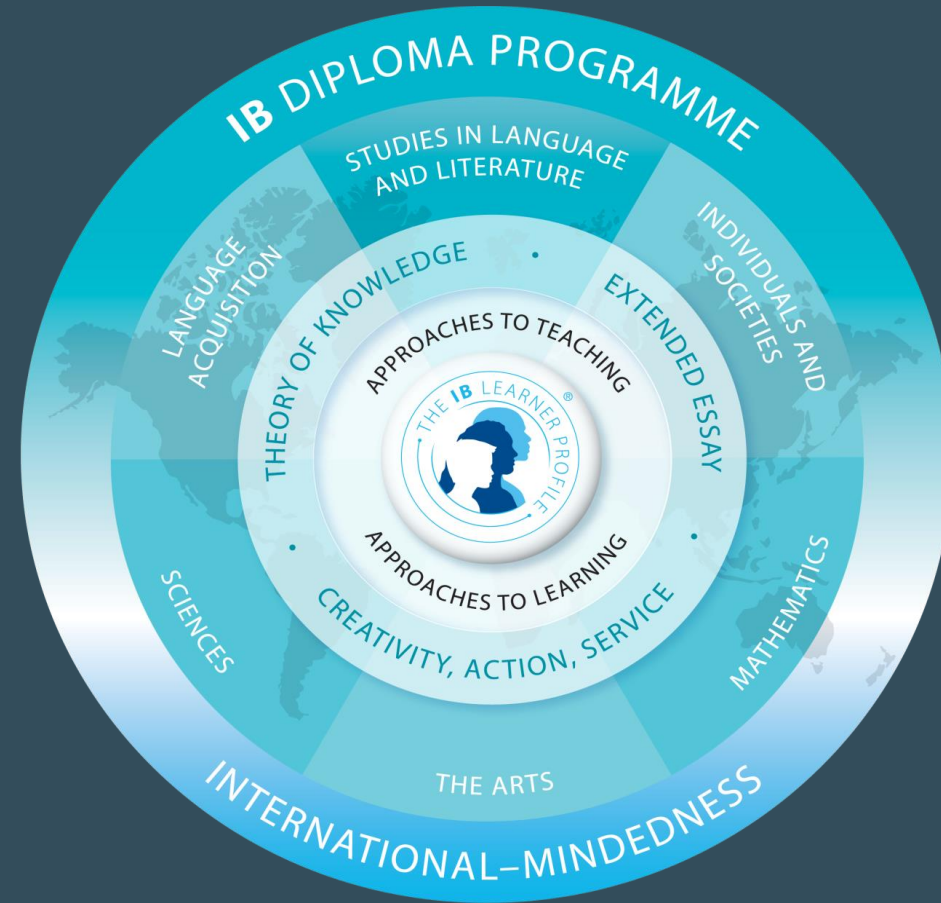 IB DIPLOMA PROGRAMME
STUDIES IN LANGUAGE
AND LITERATURE
LANGUAGE
ACQUISITION
INDIVIDUALS AND
SOCIETIES
THEORY OF KNOWLEDGE
EXTENDED ESSAY
APPROACHES TO TEACHING
THE IB LEARNER PROFILE ®
APPROACHES TO LEARNING
CREATIVITY, ACTION, SERVICE
SCIENCES
MATHEMATICS
THE ARTS
INTERNATIONAL–MINDEDNESS